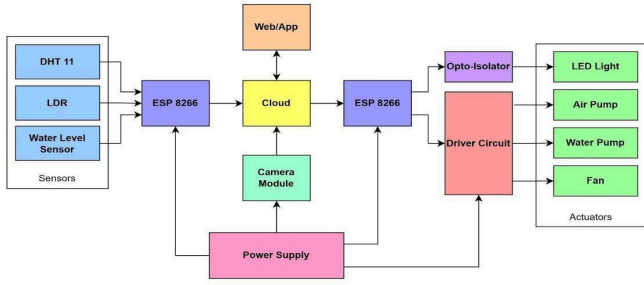 Web/App
DHT 11
LDR
Water Level
Sensor
Sensors
ESP 8266
Cloud
ESP 8266
Camera
Module
Power Supply
Opto-Isolator
Driver Circuit
LED Light
Air Pump
Water Pump
Fan
Actuators